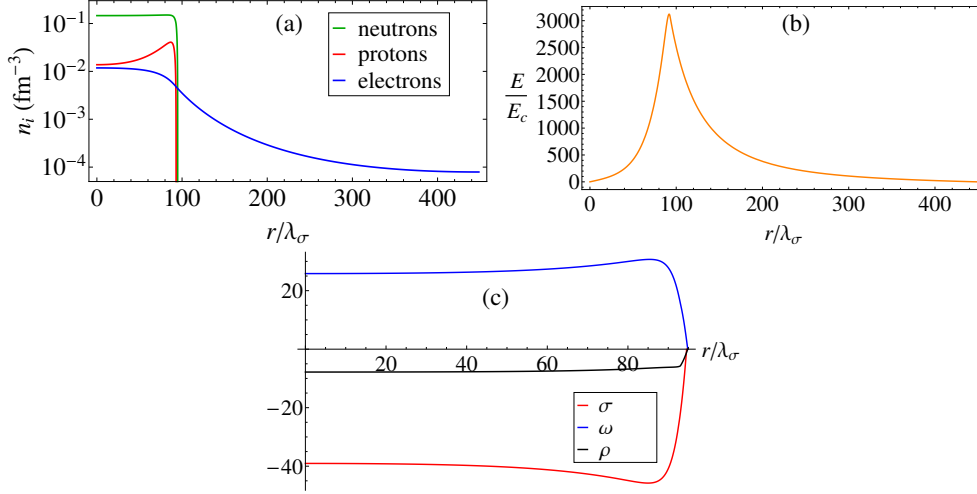 (a)
neutrons
protons
electrons
n_i (fm⁻³)
10⁻¹
10⁻²
10⁻³
10⁻⁴
0 100 200 300 400
r/λ_σ
(b)
E/E_c
3000
2500
2000
1500
1000
500
0
0 100 200 300 400
r/λ_σ
(c)
20
−20
−40
20 40 60 80
r/λ_σ
σ
ω
ρ